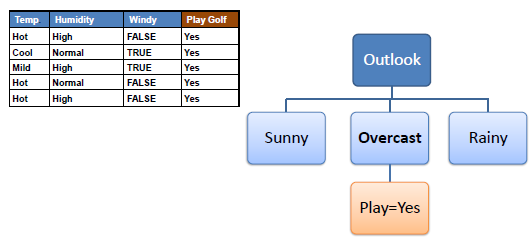 Temp Humidity Windy Play Golf
Hot High FALSE Yes
Cool Normal TRUE Yes
Mild High TRUE Yes
Hot Normal FALSE Yes
Hot High FALSE Yes
Outlook
Sunny Overcast Rainy
Play=Yes